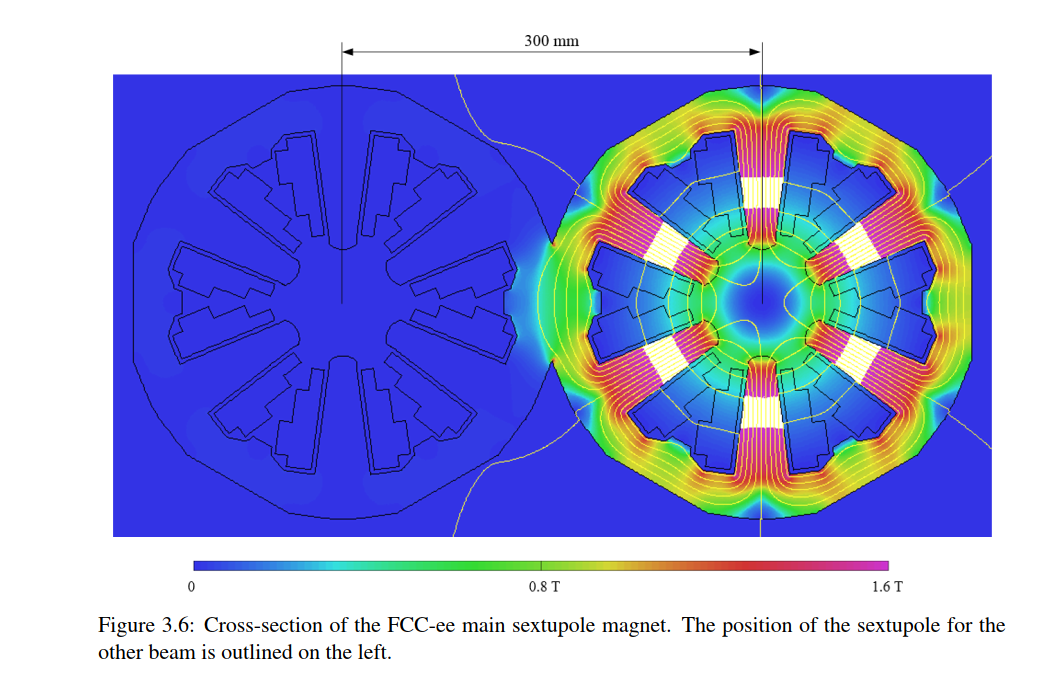 300 mm
0
0.8 T
1.6 T
Figure 3.6: Cross-section of the FCC-ee main sextupole magnet. The position of the sextupole for the
other beam is outlined on the left.